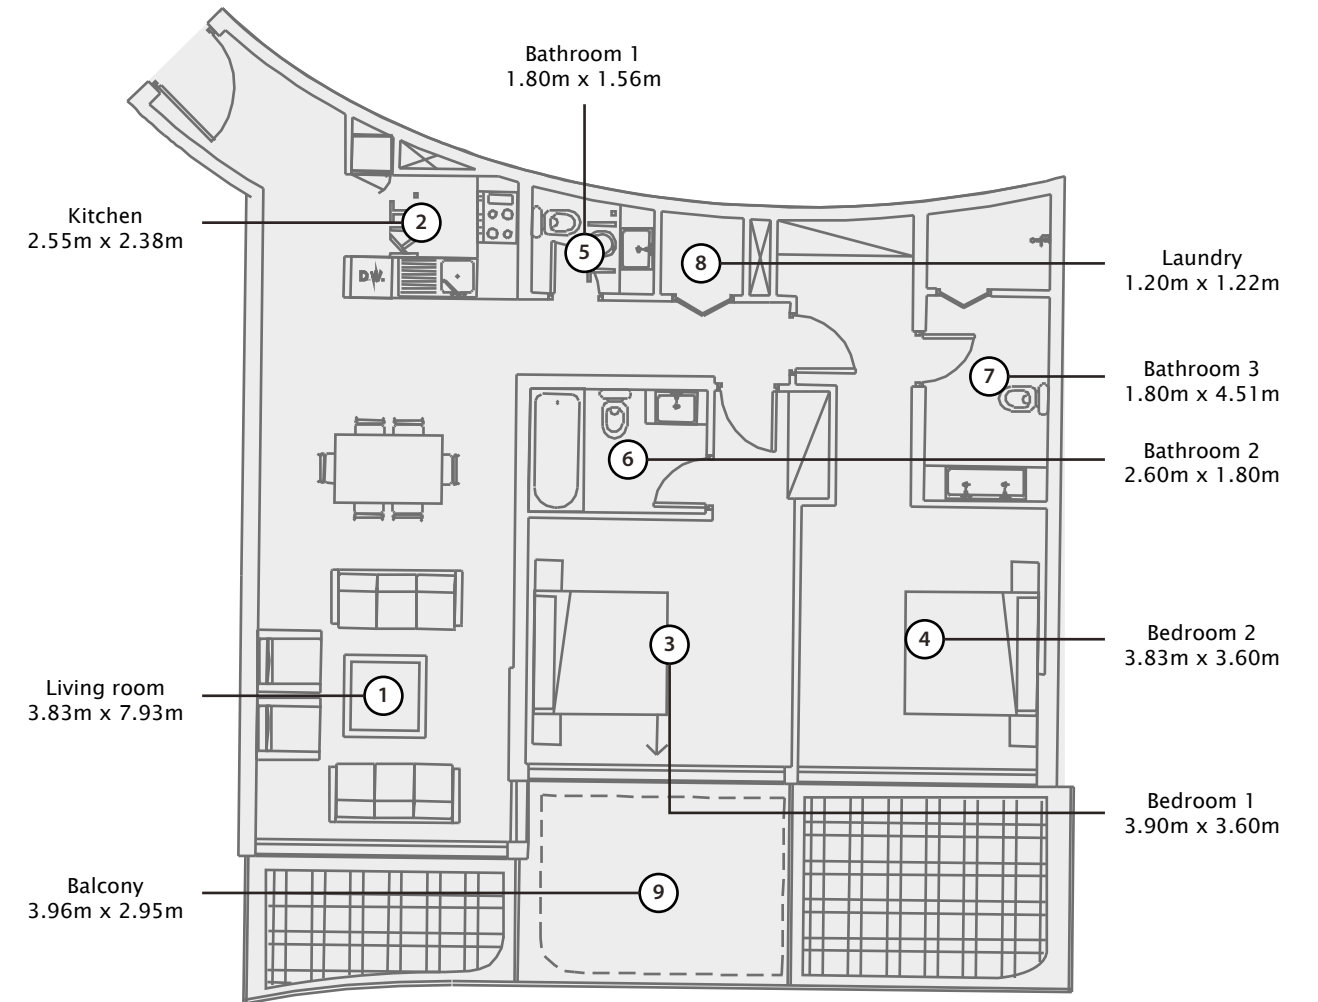 Bathroom 1
1.80m x 1.56m
Kitchen
2.55m x 2.38m
2
5
8
Laundry
1.20m x 1.22m
D.W.
7
Bathroom 3
1.80m x 4.51m
6
Bathroom 2
2.60m x 1.80m
3
4
Bedroom 2
3.83m x 3.60m
Living room
3.83m x 7.93m
1
Bedroom 1
3.90m x 3.60m
Balcony
3.96m x 2.95m
9